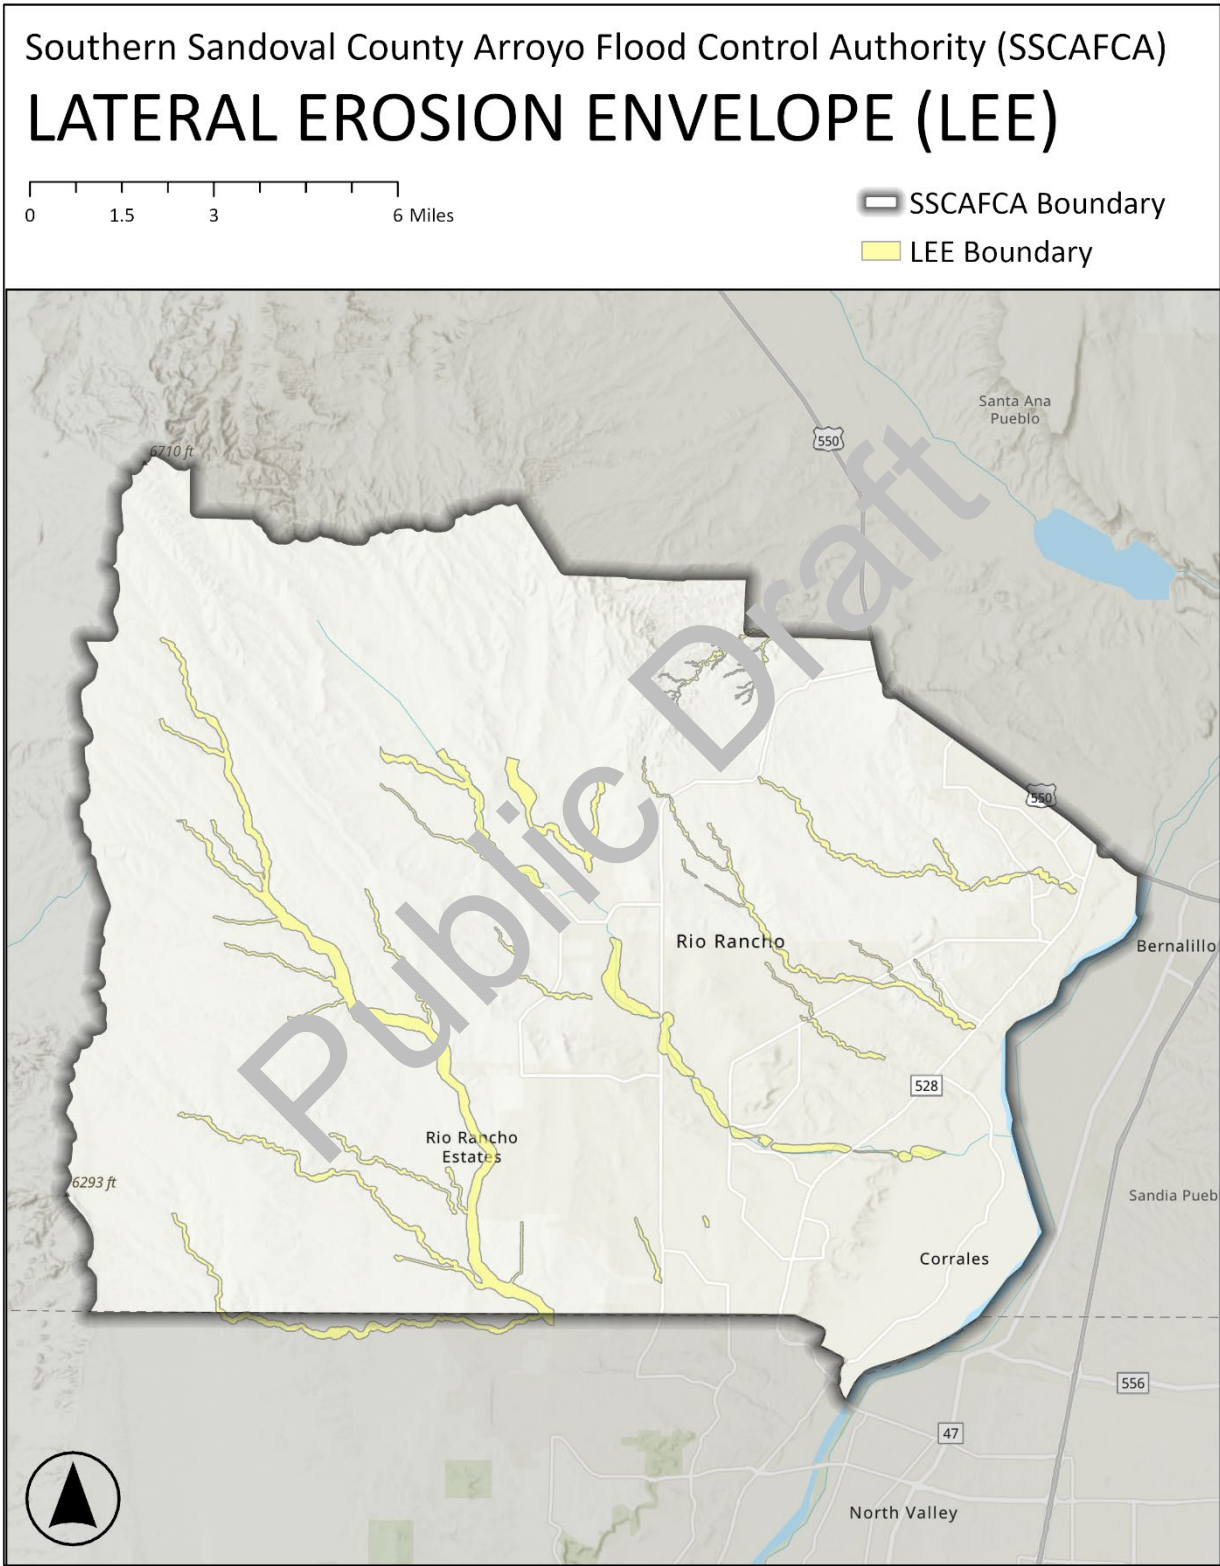 Southern Sandoval County Arroyo Flood Control Authority (SSCAFCA)
LATERAL EROSION ENVELOPE (LEE)
0 1.5 3 6 Miles
SSCAFCA Boundary
LEE Boundary
Santa Ana
Pueblo
550
6710 ft
Public Draft
550
Rio Rancho
Bernalillo
528
Rio Rancho
Estates
6293 ft
Sandia Pueb
Corrales
556
47
North Valley